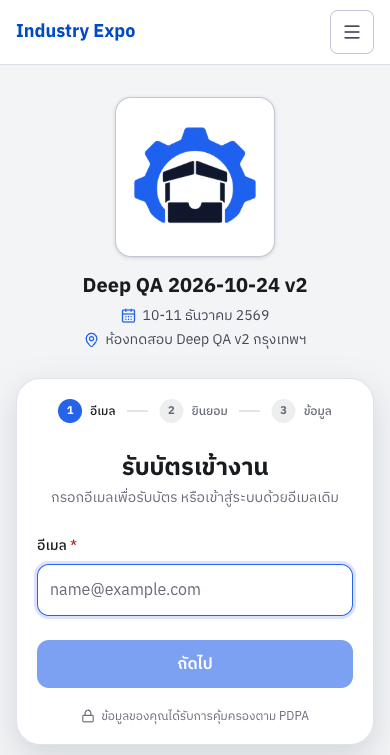 Industry Expo
Deep QA 2026-10-24 v2
10-11 ธันวาคม 2569
ห้องทดสอบ Deep QA v2 กรุงเทพฯ
1 อีเมล 2 ยินยอม 3 ข้อมูล
รับบัตรเข้างาน
กรอกอีเมลเพื่อรับบัตร หรือเข้าสู่ระบบด้วยอีเมลเดิม
อีเมล *
name@example.com
ถัดไป
ข้อมูลของคุณได้รับการคุ้มครองตาม PDPA